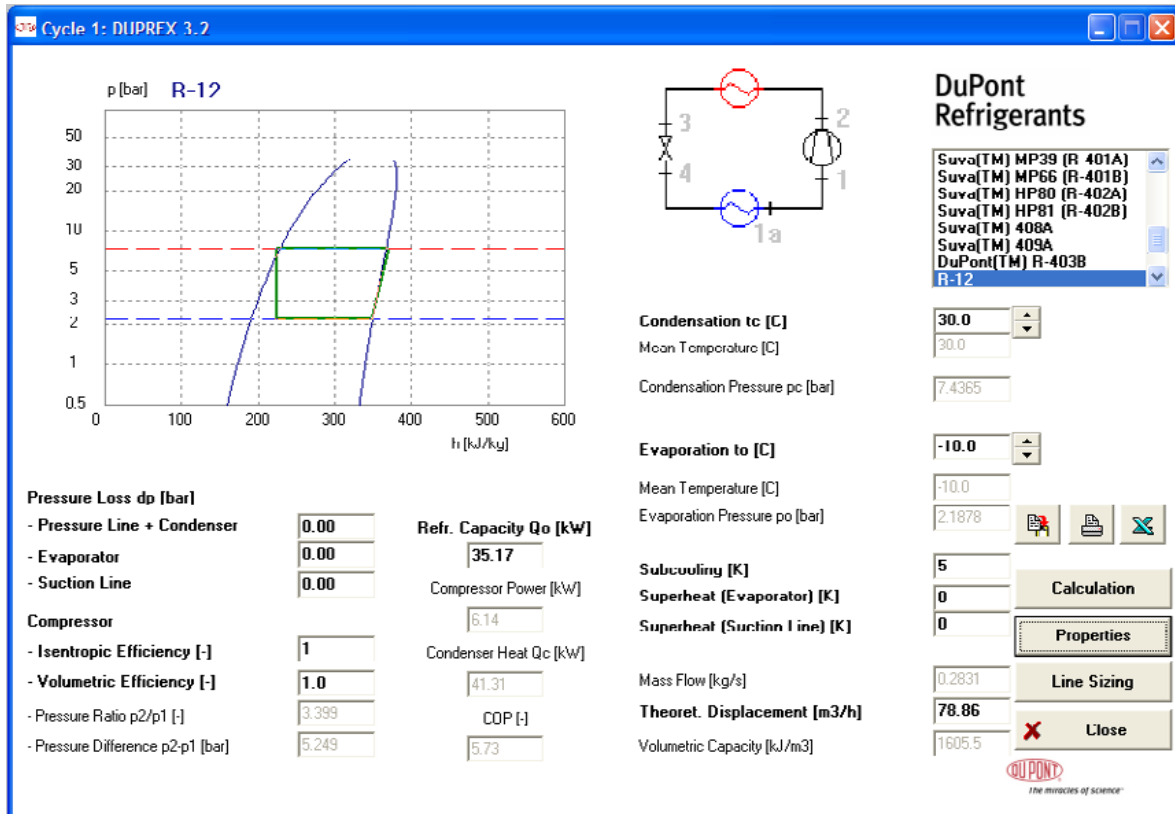 Cycle 1: DUPREX 3.2
p [bar] R-12
50
30
20
10
5
3
2
1
0.5
0 100 200 300 400 500 600
h [kJ/kg]
3
4
2
1
1a
DuPont
Refrigerants
Suva(TM) MP39 (R 401A)
Suva(TM) MP66 (R-401B)
Suva(TM) HP80 (R-402A)
Suva(TM) HP81 (R-402B)
Suva(TM) 408A
Suva(TM) 409A
DuPont(TM) R-403B
R-12
Condensation tc [C] 30.0
Mean Temperature [C] 30.0
Condensation Pressure pc [bar] 7.4365
Evaporation to [C] -10.0
Mean Temperature [C] -10.0
Evaporation Pressure po [bar] 2.1878
Subcooling [K] 5
Superheat (Evaporator) [K] 0
Superheat (Suction Line) [K] 0
Mass Flow [kg/s] 0.2831
Theoret. Displacement [m3/h] 78.86
Volumetric Capacity [kJ/m3] 1605.5
Pressure Loss dp [bar]
- Pressure Line + Condenser 0.00
- Evaporator 0.00
- Suction Line 0.00
Compressor
- Isentropic Efficiency [-] 1
- Volumetric Efficiency [-] 1.0
- Pressure Ratio p2/p1 [-] 3.399
- Pressure Difference p2-p1 [bar] 5.249
Refr. Capacity Qo [kW]
35.17
Compressor Power [kW]
6.14
Condenser Heat Qc [kW]
41.31
COP [-]
5.73
Calculation
Properties
Line Sizing
Close
DU PONT
The miracles of science™